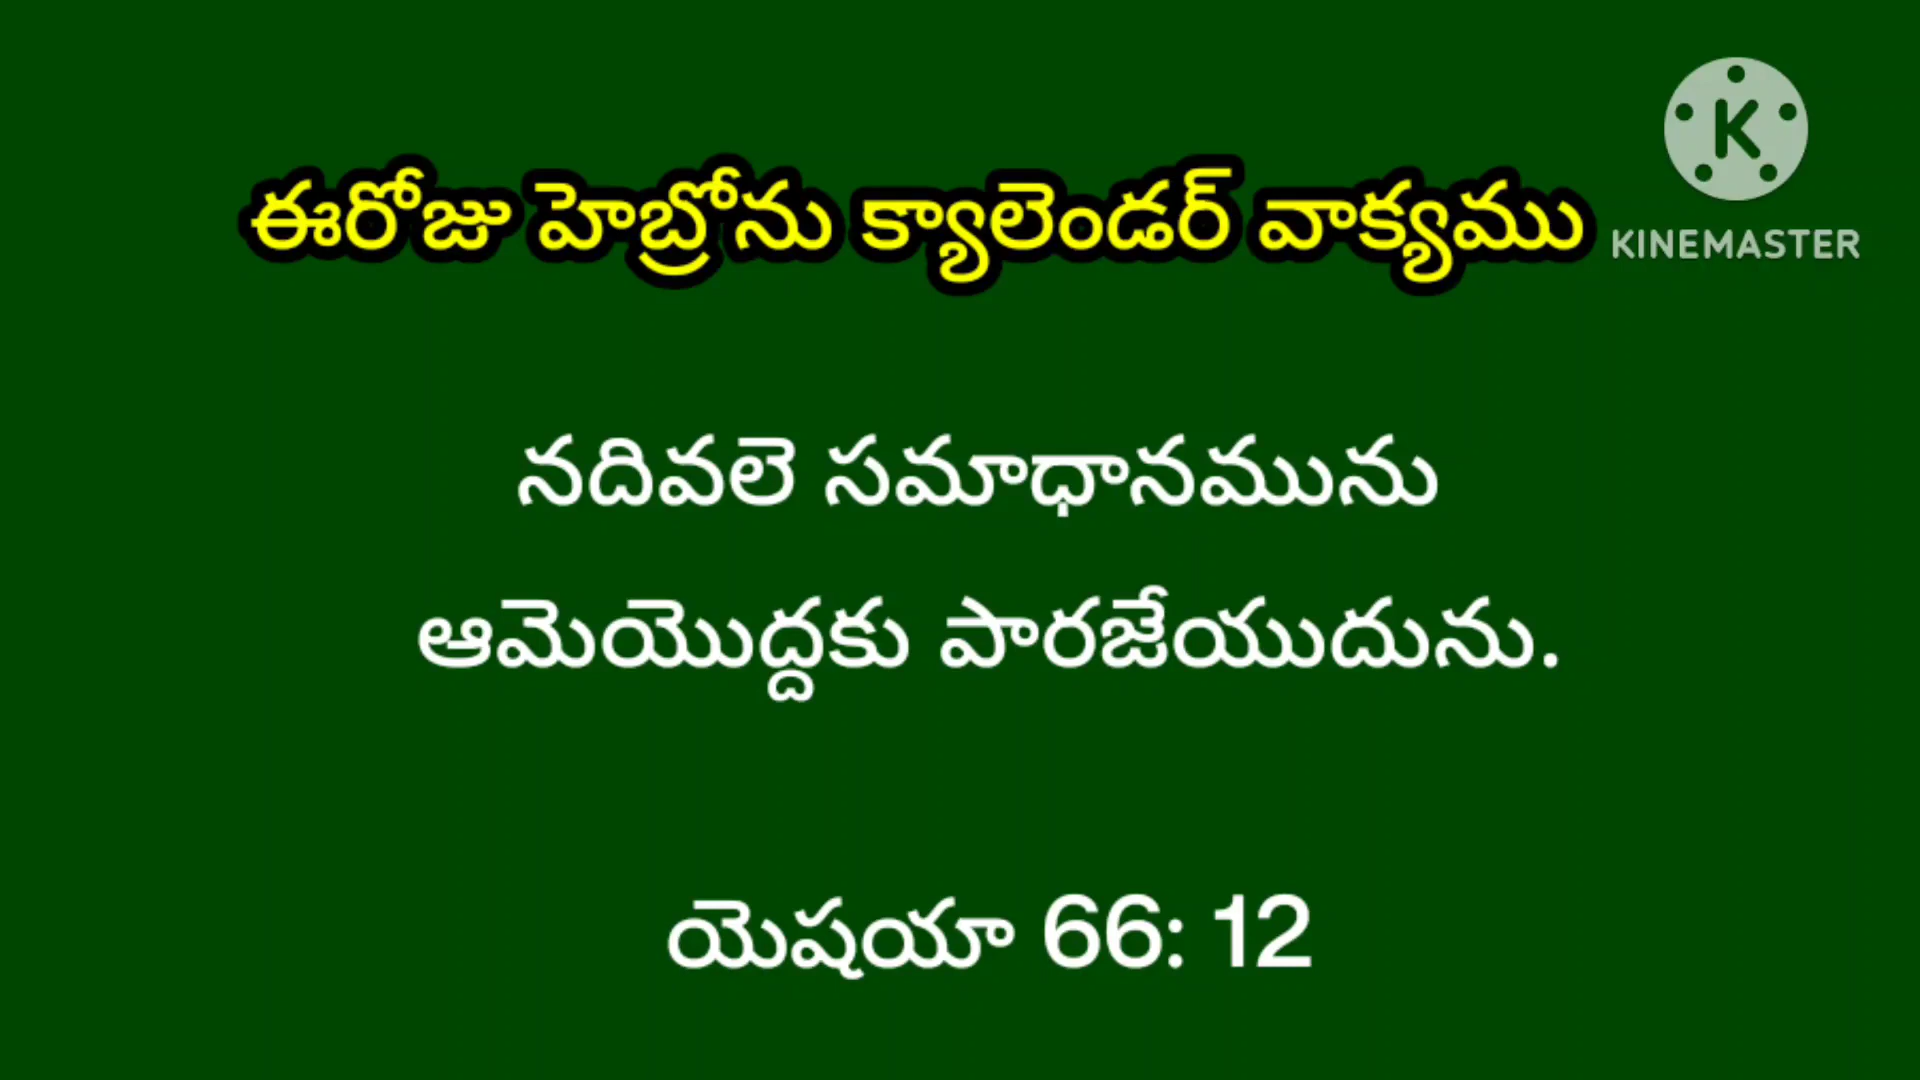 K
ఈరోజు హెబ్రోను క్యాలెండర్ వాక్యము
KINEMASTER
నదివలె సమాధానమును
ఆమెయొద్దకు పారజేయుదును.
యెషయా 66: 12